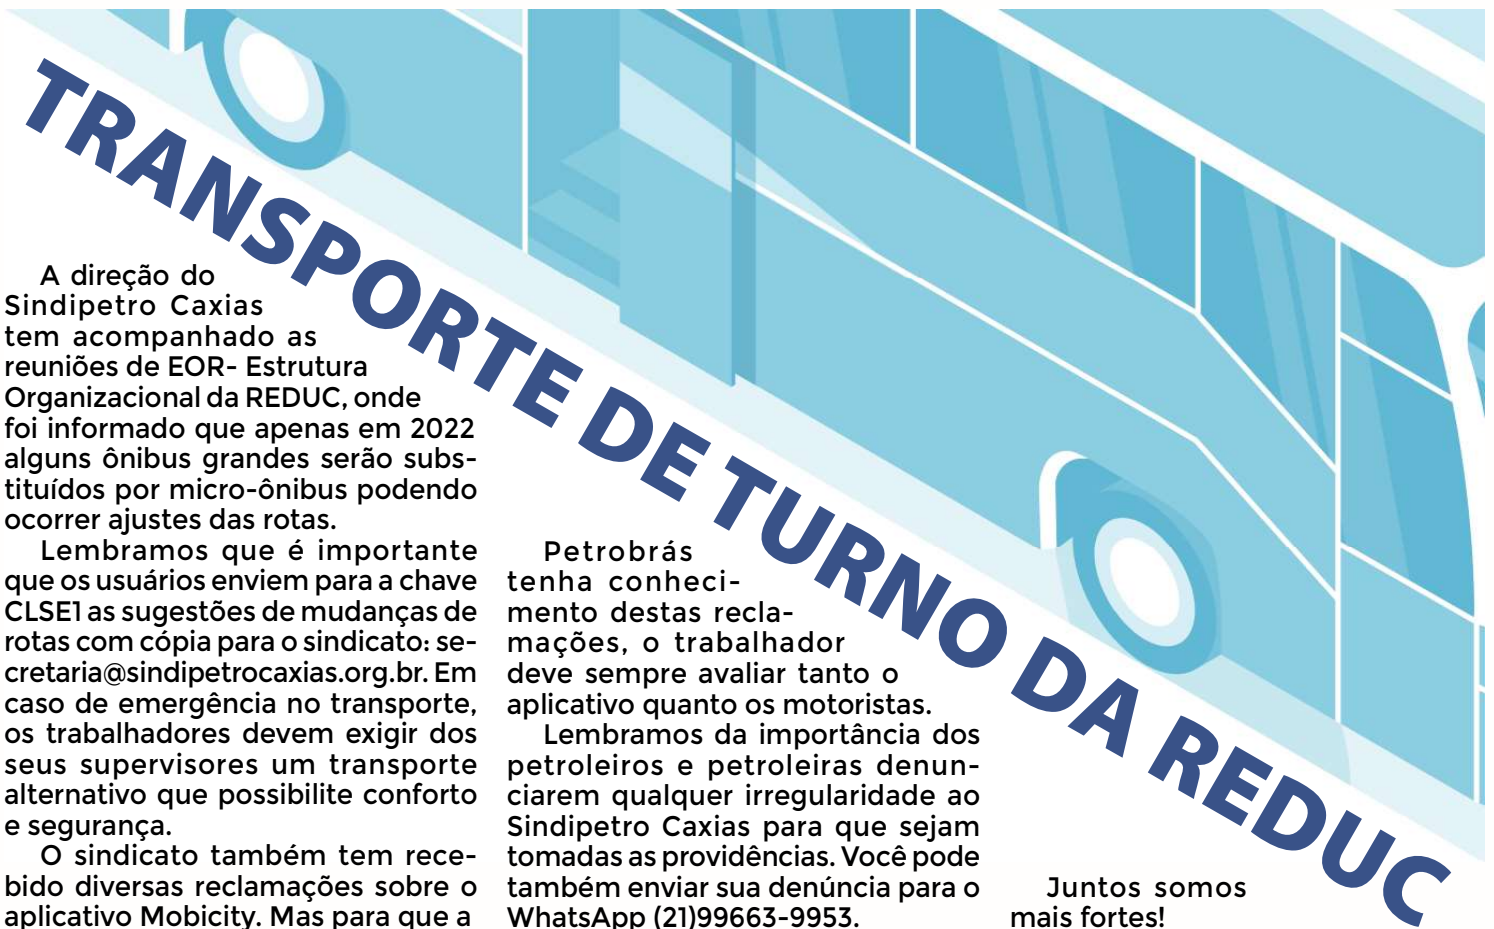 TRANSPORTE DE TURNO DA REDUC
A direção do
Sindipetro Caxias
tem acompanhado as
reuniões de EOR- Estrutura
Organizacional da REDUC, onde
foi informado que apenas em 2022
alguns ônibus grandes serão subs-
tituídos por micro-ônibus podendo
ocorrer ajustes das rotas.
Lembramos que é importante
que os usuários enviem para a chave
CLSE1 as sugestões de mudanças de
rotas com cópia para o sindicato: se-
cretaria@sindipetrocaxias.org.br. Em
caso de emergência no transporte,
os trabalhadores devem exigir dos
seus supervisores um transporte
alternativo que possibilite conforto
e segurança.
O sindicato também tem rece-
bido diversas reclamações sobre o
aplicativo Mobicity. Mas para que a
Petrobrás
tenha conheci-
mento destas recla-
mações, o trabalhador
deve sempre avaliar tanto o
aplicativo quanto os motoristas.
Lembramos da importância dos
petroleiros e petroleiras denun-
ciarem qualquer irregularidade ao
Sindipetro Caxias para que sejam
tomadas as providências. Você pode
também enviar sua denúncia para o
WhatsApp (21)99663-9953.
Juntos somos
mais fortes!